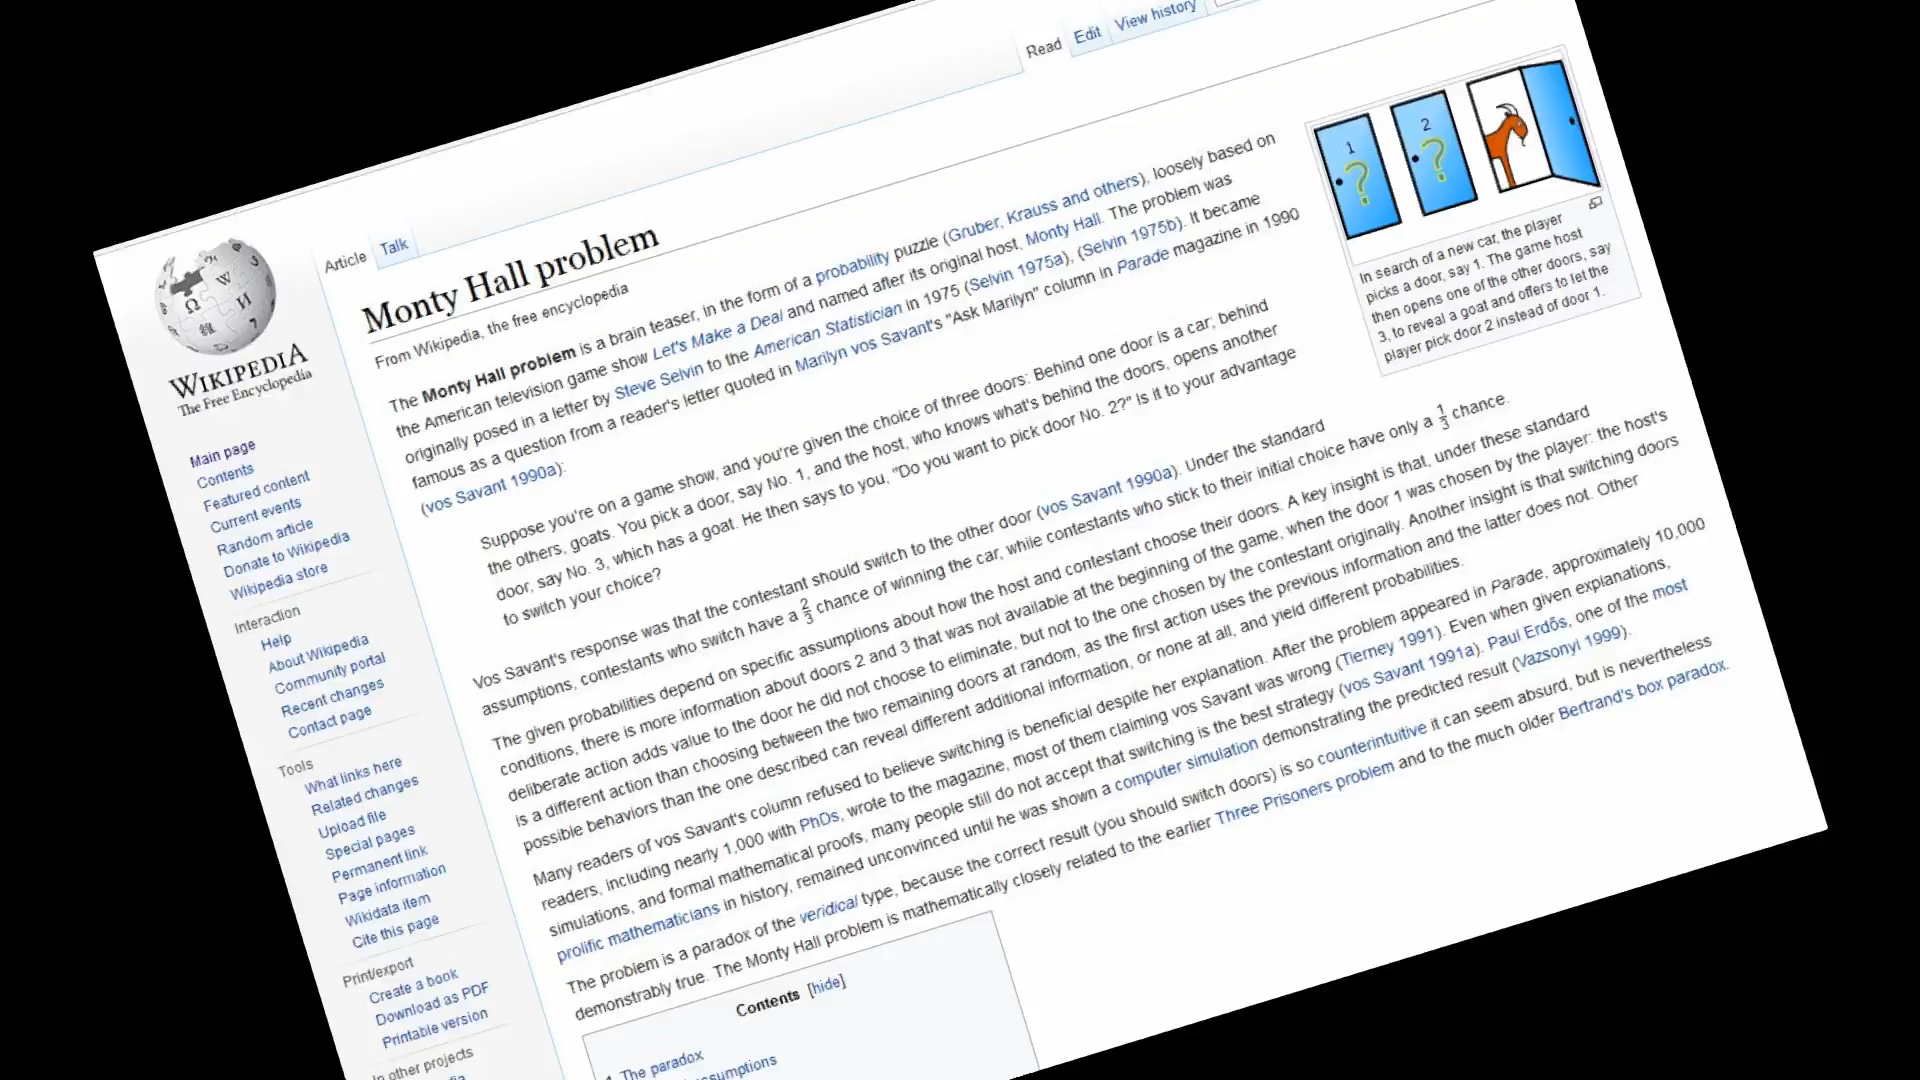 Read
Edit
View history
Article
Talk
WIKIPEDIA
The Free Encyclopedia
Main page
Contents
Featured content
Current events
Random article
Donate to Wikipedia
Wikipedia store
Interaction
Help
About Wikipedia
Community portal
Recent changes
Contact page
Tools
What links here
Related changes
Upload file
Special pages
Permanent link
Page information
Wikidata item
Cite this page
Print/export
Create a book
Download as PDF
Printable version
In other projects
Monty Hall problem
From Wikipedia, the free encyclopedia
The Monty Hall problem is a brain teaser, in the form of a probability puzzle (Gruber, Krauss and others), loosely based on
the American television game show Let's Make a Deal and named after its original host, Monty Hall. The problem was
originally posed in a letter by Steve Selvin to the American Statistician in 1975 (Selvin 1975a), (Selvin 1975b). It became
famous as a question from a reader's letter quoted in Marilyn vos Savant's "Ask Marilyn" column in Parade magazine in 1990
(vos Savant 1990a):
Suppose you're on a game show, and you're given the choice of three doors: Behind one door is a car; behind
the others, goats. You pick a door, say No. 1, and the host, who knows what's behind the doors, opens another
door, say No. 3, which has a goat. He then says to you, "Do you want to pick door No. 2?" Is it to your advantage
to switch your choice?
Vos Savant's response was that the contestant should switch to the other door (vos Savant 1990a). Under the standard
assumptions, contestants who switch have a 2/3 chance of winning the car, while contestants who stick to their initial choice have only a 1/3 chance.
The given probabilities depend on specific assumptions about how the host and contestant choose their doors. A key insight is that, under these standard
conditions, there is more information about doors 2 and 3 that was not available at the beginning of the game, when the door 1 was chosen by the player: the host's
deliberate action adds value to the door he did not choose to eliminate, but not to the one chosen by the contestant originally. Another insight is that switching doors
is a different action than choosing between the two remaining doors at random, as the first action uses the previous information and the latter does not. Other
possible behaviors than the one described can reveal different additional information, or none at all, and yield different probabilities.
Many readers of vos Savant's column refused to believe switching is beneficial despite her explanation. After the problem appeared in Parade, approximately 10,000
readers, including nearly 1,000 with PhDs, wrote to the magazine, most of them claiming vos Savant was wrong (Tierney 1991). Even when given explanations,
simulations, and formal mathematical proofs, many people still do not accept that switching is the best strategy (vos Savant 1991a). Paul Erdős, one of the most
prolific mathematicians in history, remained unconvinced until he was shown a computer simulation demonstrating the predicted result (Vazsonyi 1999).
The problem is a paradox of the veridical type, because the correct result (you should switch doors) is so counterintuitive it can seem absurd, but is nevertheless
demonstrably true. The Monty Hall problem is mathematically closely related to the earlier Three Prisoners problem and to the much older Bertrand's box paradox.
Contents [hide]
1 The paradox
1
?
2
?
In search of a new car, the player
picks a door, say 1. The game host
then opens one of the other doors, say
3, to reveal a goat and offers to let the
player pick door 2 instead of door 1.